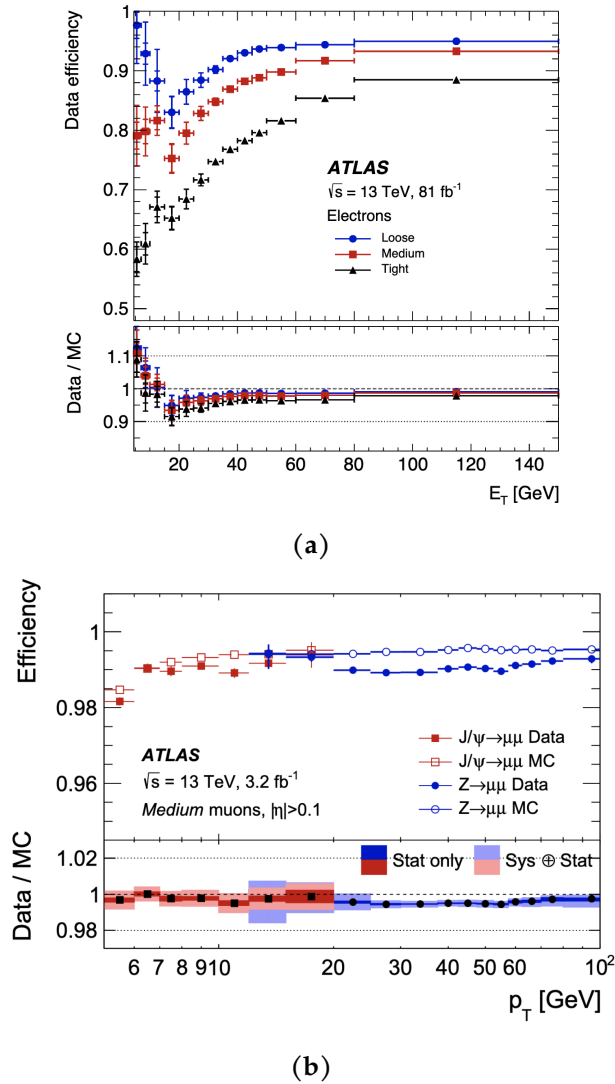 Data efficiency
1
0.9
0.8
0.7
0.6
0.5
ATLAS
√s = 13 TeV, 81 fb⁻¹
Electrons
Loose
Medium
Tight
Data / MC
1.1
1
0.9
20 40 60 80 100 120 140
E_T [GeV]
(a)
Efficiency
1
0.98
0.96
ATLAS
√s = 13 TeV, 3.2 fb⁻¹
Medium muons, |η|>0.1
J/ψ→μμ Data
J/ψ→μμ MC
Z→μμ Data
Z→μμ MC
Data / MC
1.02
1
0.98
Stat only
Sys ⊕ Stat
6 7 8 9 10 20 30 40 50 60 10²
p_T [GeV]
(b)